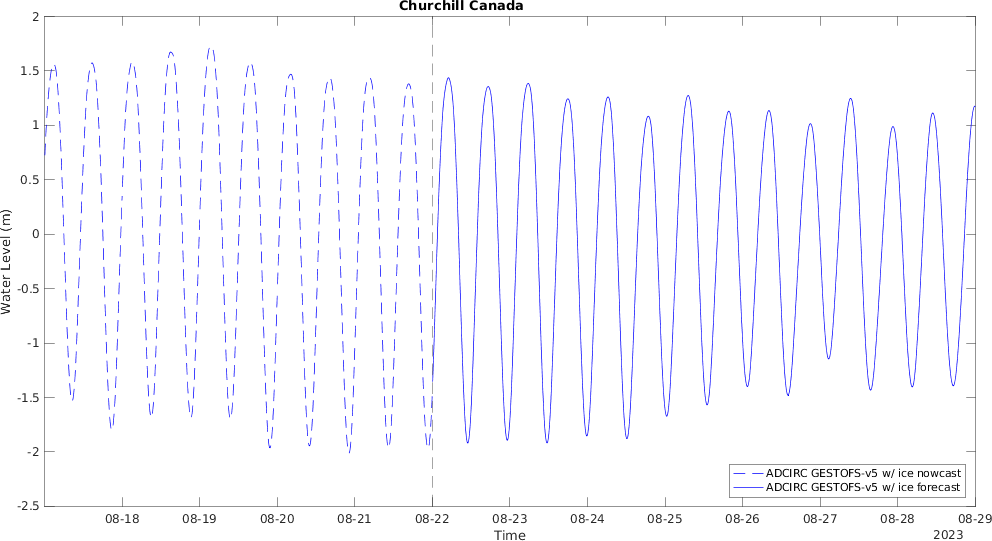 Churchill Canada
2
1.5
1
0.5
0
-0.5
-1
-1.5
-2
-2.5
Water Level (m)
ADCIRC GESTOFS-v5 w/ ice nowcast
ADCIRC GESTOFS-v5 w/ ice forecast
08-18 08-19 08-20 08-21 08-22 08-23 08-24 08-25 08-26 08-27 08-28 08-29
Time
2023